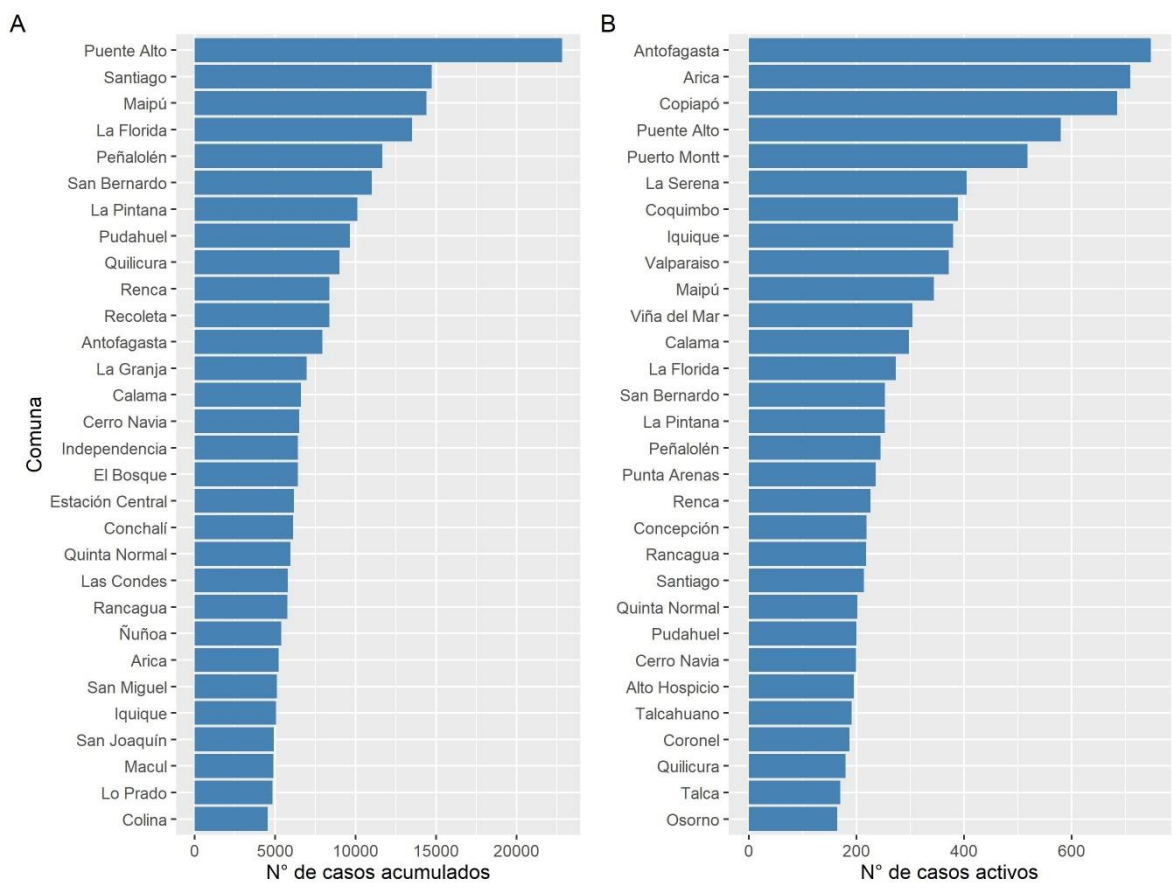 A
Puente Alto
Santiago
Maipú
La Florida
Peñalolén
San Bernardo
La Pintana
Pudahuel
Quilicura
Renca
Recoleta
Antofagasta
La Granja
Calama
Cerro Navia
Independencia
El Bosque
Estación Central
Conchalí
Quinta Normal
Las Condes
Rancagua
Ñuñoa
Arica
San Miguel
Iquique
San Joaquín
Macul
Lo Prado
Colina
Comuna
0 5000 10000 15000 20000
N° de casos acumulados
B
Antofagasta
Arica
Copiapó
Puente Alto
Puerto Montt
La Serena
Coquimbo
Iquique
Valparaiso
Maipú
Viña del Mar
Calama
La Florida
San Bernardo
La Pintana
Peñalolén
Punta Arenas
Renca
Concepción
Rancagua
Santiago
Quinta Normal
Pudahuel
Cerro Navia
Alto Hospicio
Talcahuano
Coronel
Quilicura
Talca
Osorno
0 200 400 600
N° de casos activos